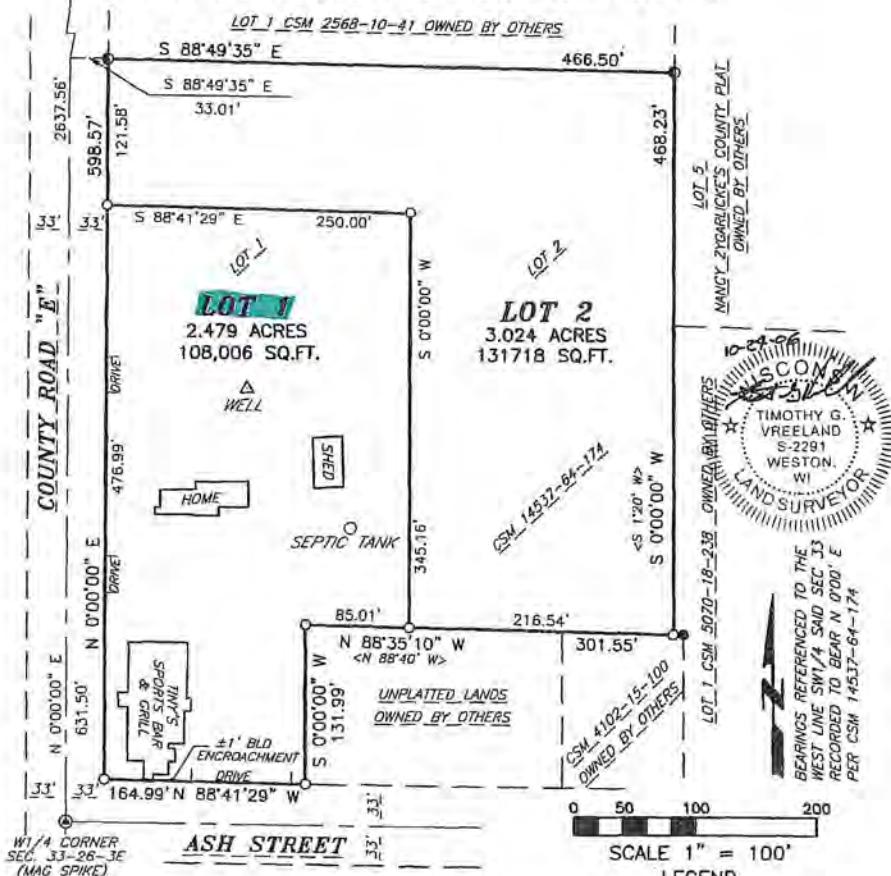 LOT 1 CSM 2568-10-41 OWNED BY OTHERS
S 88°49'35" E
466.50'
S 88°49'35" E
33.01'
2637.56'
598.57'
121.58'
468.23'
LOT 5
NANCY ZYGARLICKE'S COUNTY PLAT
OWNED BY OTHERS
33'
33'
S 88°41'29" E
250.00'
LOT 1
LOT 1
2.479 ACRES
108,006 SQ.FT.
LOT 2
LOT 2
3.024 ACRES
131718 SQ.FT.
S 0°00'00" W
COUNTY ROAD "E"
DRIVE
WELL
476.99'
HOME
SHED
SEPTIC TANK
CSM 14537-64-174
<S 1'20" W>
S 0°00'00" W
345.16'
N 0°00'00" E
DRIVE
10-24-06
WISCONSIN
TIMOTHY G.
VREELAND
S-2291
WESTON,
WI
LAND SURVEYOR
LOT 1 CSM 5070-18-238 OWNED BY OTHERS
85.01'
216.54'
N 88°35'10" W
<N 88°40' W>
301.55'
N 0°00'00" E
631.50'
TINY'S
SPORTS BAR
& GRILL
S 0°00'00" W
131.99'
UNPLATTED LANDS
OWNED BY OTHERS
CSM 4102-15-100
OWNED BY OTHERS
BEARINGS REFERENCED TO THE
WEST LINE SW1/4 SAID SEC 33
RECORDED TO BEAR N 0°00' E
PER CSM 14537-64-174
±1' BLD
ENCROACHMENT
DRIVE
33'
33'
164.99' N 88°41'29" W
33'
33'
W1/4 CORNER
SEC. 33-26-3E
(MAG SPIKE)
ASH STREET
0 50 100 200
SCALE 1" = 100'
LEGEND